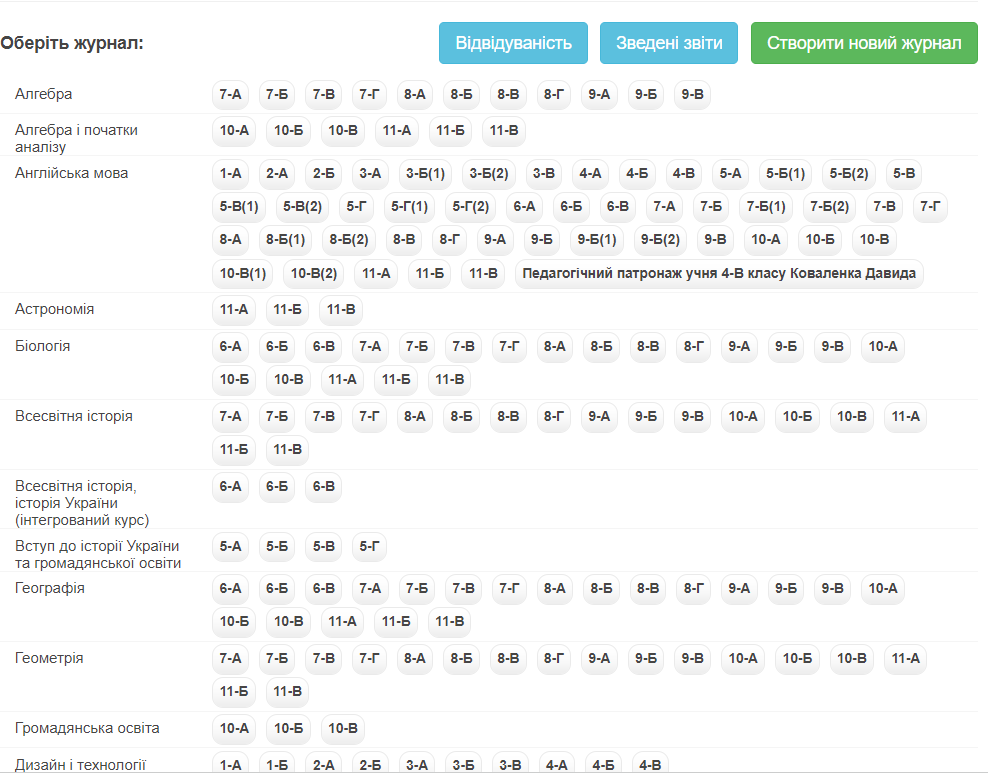 Оберіть журнал:
Відвідуваність
Зведені звіти
Створити новий журнал
Алгебра
7-А 7-Б 7-В 7-Г 8-А 8-Б 8-В 8-Г 9-А 9-Б 9-В
Алгебра і початки
аналізу
10-А 10-Б 10-В 11-А 11-Б 11-В
Англійська мова
1-А 2-А 2-Б 3-А 3-Б(1) 3-Б(2) 3-В 4-А 4-Б 4-В 5-А 5-Б(1) 5-Б(2) 5-В
5-В(1) 5-В(2) 5-Г 5-Г(1) 5-Г(2) 6-А 6-Б 6-В 7-А 7-Б 7-Б(1) 7-Б(2) 7-В 7-Г
8-А 8-Б(1) 8-Б(2) 8-В 8-Г 9-А 9-Б 9-Б(1) 9-Б(2) 9-В 10-А 10-Б 10-В
10-В(1) 10-В(2) 11-А 11-Б 11-В Педагогічний патронаж учня 4-В класу Коваленка Давида
Астрономія
11-А 11-Б 11-В
Біологія
6-А 6-Б 6-В 7-А 7-Б 7-В 7-Г 8-А 8-Б 8-В 8-Г 9-А 9-Б 9-В 10-А
10-Б 10-В 11-А 11-Б 11-В
Всесвітня історія
7-А 7-Б 7-В 7-Г 8-А 8-Б 8-В 8-Г 9-А 9-Б 9-В 10-А 10-Б 10-В 11-А
11-Б 11-В
Всесвітня історія,
історія України
(інтегрований курс)
6-А 6-Б 6-В
Вступ до історії України
та громадянської освіти
5-А 5-Б 5-В 5-Г
Географія
6-А 6-Б 6-В 7-А 7-Б 7-В 7-Г 8-А 8-Б 8-В 8-Г 9-А 9-Б 9-В 10-А
10-Б 10-В 11-А 11-Б 11-В
Геометрія
7-А 7-Б 7-В 7-Г 8-А 8-Б 8-В 8-Г 9-А 9-Б 9-В 10-А 10-Б 10-В 11-А
11-Б 11-В
Громадянська освіта
10-А 10-Б 10-В
Дизайн і технології
1-А 1-Б 2-А 2-Б 3-А 3-Б 3-В 4-А 4-Б 4-В